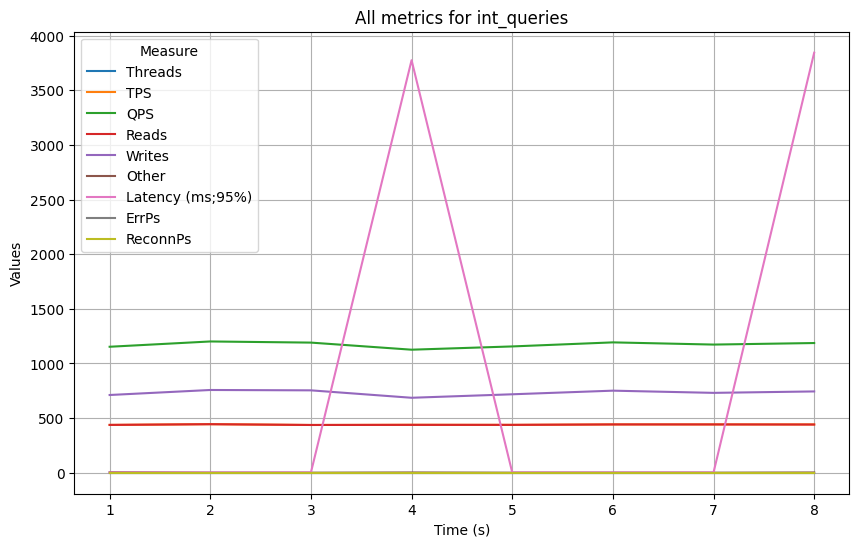 All metrics for int_queries
4000
3500
3000
2500
2000
1500
1000
500
0
Values
Measure
Threads
TPS
QPS
Reads
Writes
Other
Latency (ms;95%)
ErrPs
ReconnPs
1 2 3 4 5 6 7 8
Time (s)